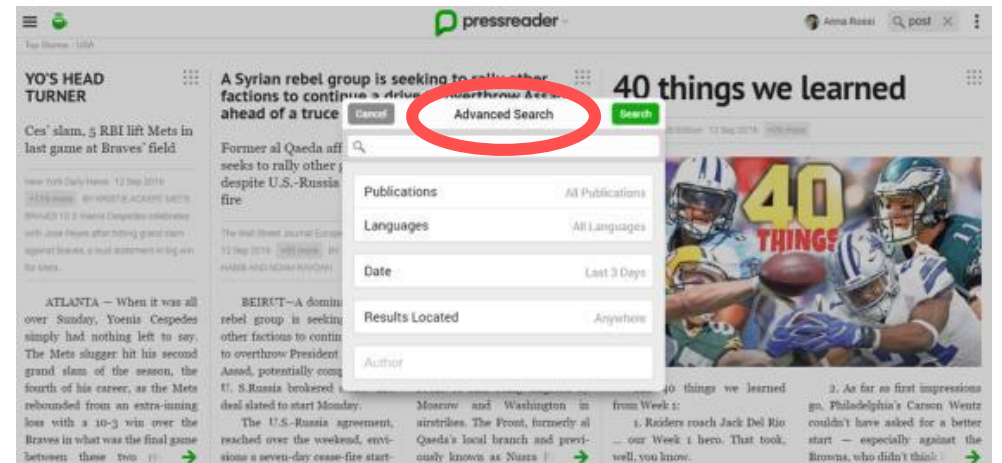 pressreader
Anna Rossi
post
Top Stories
USA
YO'S HEAD
TURNER
Ces' slam, 5 RBI lift Mets in
last game at Braves' field
New York Daily News 12 Sep 2016
ATLANTA — When it was all
over Sunday, Yoenis Cespedes
simply had nothing left to say.
The Mets slugger hit his second
grand slam of the season, the
fourth of his career, as the Mets
rebounded from an extra-inning
loss with a 10-3 win over the
Braves in what was the final game
between these two
A Syrian rebel group is seeking to rally other
factions to continue a drive overthrow Assad
ahead of a truce
Former al Qaeda aff
seeks to rally other
despite U.S.-Russia
fire
The Wall Street Journal Europe
12 Sep 2016
BEIRUT—A domin
rebel group is seeking
other factions to contin
to overthrow President
Assad, potentially comp
U. S.Russia brokered
deal slated to start Monday.
The U.S.-Russia agreement,
reached over the weekend, envi-
sions a seven-day cease-fire start-
Moscow and Washington in
airstrikes. The Front, formerly al
Qaeda's local branch and previ-
ously known as Nusra
Cancel
Advanced Search
Search
Publications
All Publications
Languages
All Languages
Date
Last 3 Days
Results Located
Anywhere
Author
40 things we learned
12 Sep 2016
40
THINGS
40 things we learned
from Week 1:
1. Raiders roach Jack Del Rio
... our Week 1 hero. That took,
well, you know.
2. As far as first impressions
go, Philadelphia's Carson Wentz
couldn't have asked for a better
start — especially against the
Browns, who didn't think